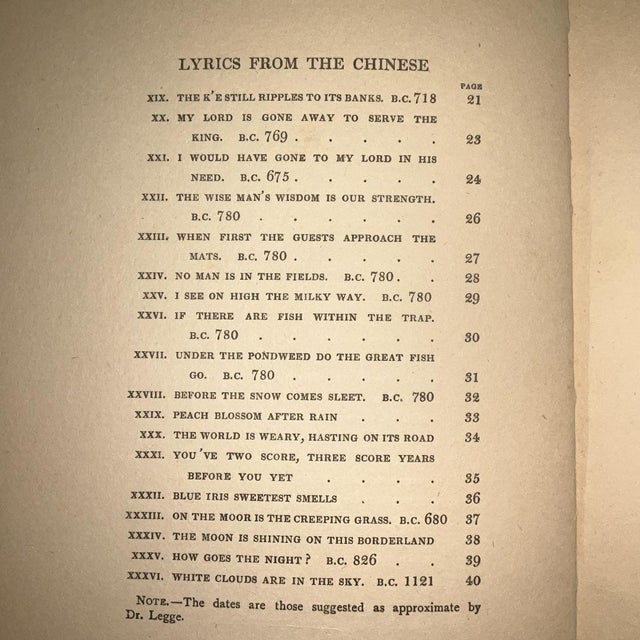 LYRICS FROM THE CHINESE
PAGE
XIX. THE K'E STILL RIPPLES TO ITS BANKS. B.C. 718 21
XX. MY LORD IS GONE AWAY TO SERVE THE
KING. B.C. 769 . . . . . 23
XXI. I WOULD HAVE GONE TO MY LORD IN HIS
NEED. B.C. 675 . . . . . 24
XXII. THE WISE MAN'S WISDOM IS OUR STRENGTH.
B.C. 780 . . . . . . 26
XXIII. WHEN FIRST THE GUESTS APPROACH THE
MATS. B.C. 780 . . . . . 27
XXIV. NO MAN IS IN THE FIELDS. B.C. 780 . . 28
XXV. I SEE ON HIGH THE MILKY WAY. B.C. 780 29
XXVI. IF THERE ARE FISH WITHIN THE TRAP.
B.C. 780 . . . . . . 30
XXVII. UNDER THE PONDWEED DO THE GREAT FISH
GO. B.C. 780 . . . . . 31
XXVIII. BEFORE THE SNOW COMES SLEET. B.C. 780 32
XXIX. PEACH BLOSSOM AFTER RAIN . . . 33
XXX. THE WORLD IS WEARY, HASTING ON ITS ROAD 34
XXXI. YOU'VE TWO SCORE, THREE SCORE YEARS
BEFORE YOU YET . . . . 35
XXXII. BLUE IRIS SWEETEST SMELLS . . . 36
XXXIII. ON THE MOOR IS THE CREEPING GRASS. B.C. 680 37
XXXIV. THE MOON IS SHINING ON THIS BORDERLAND 38
XXXV. HOW GOES THE NIGHT? B.C. 826 . . . 39
XXXVI. WHITE CLOUDS ARE IN THE SKY. B.C. 1121 40
NOTE.—The dates are those suggested as approximate by
Dr. Legge.